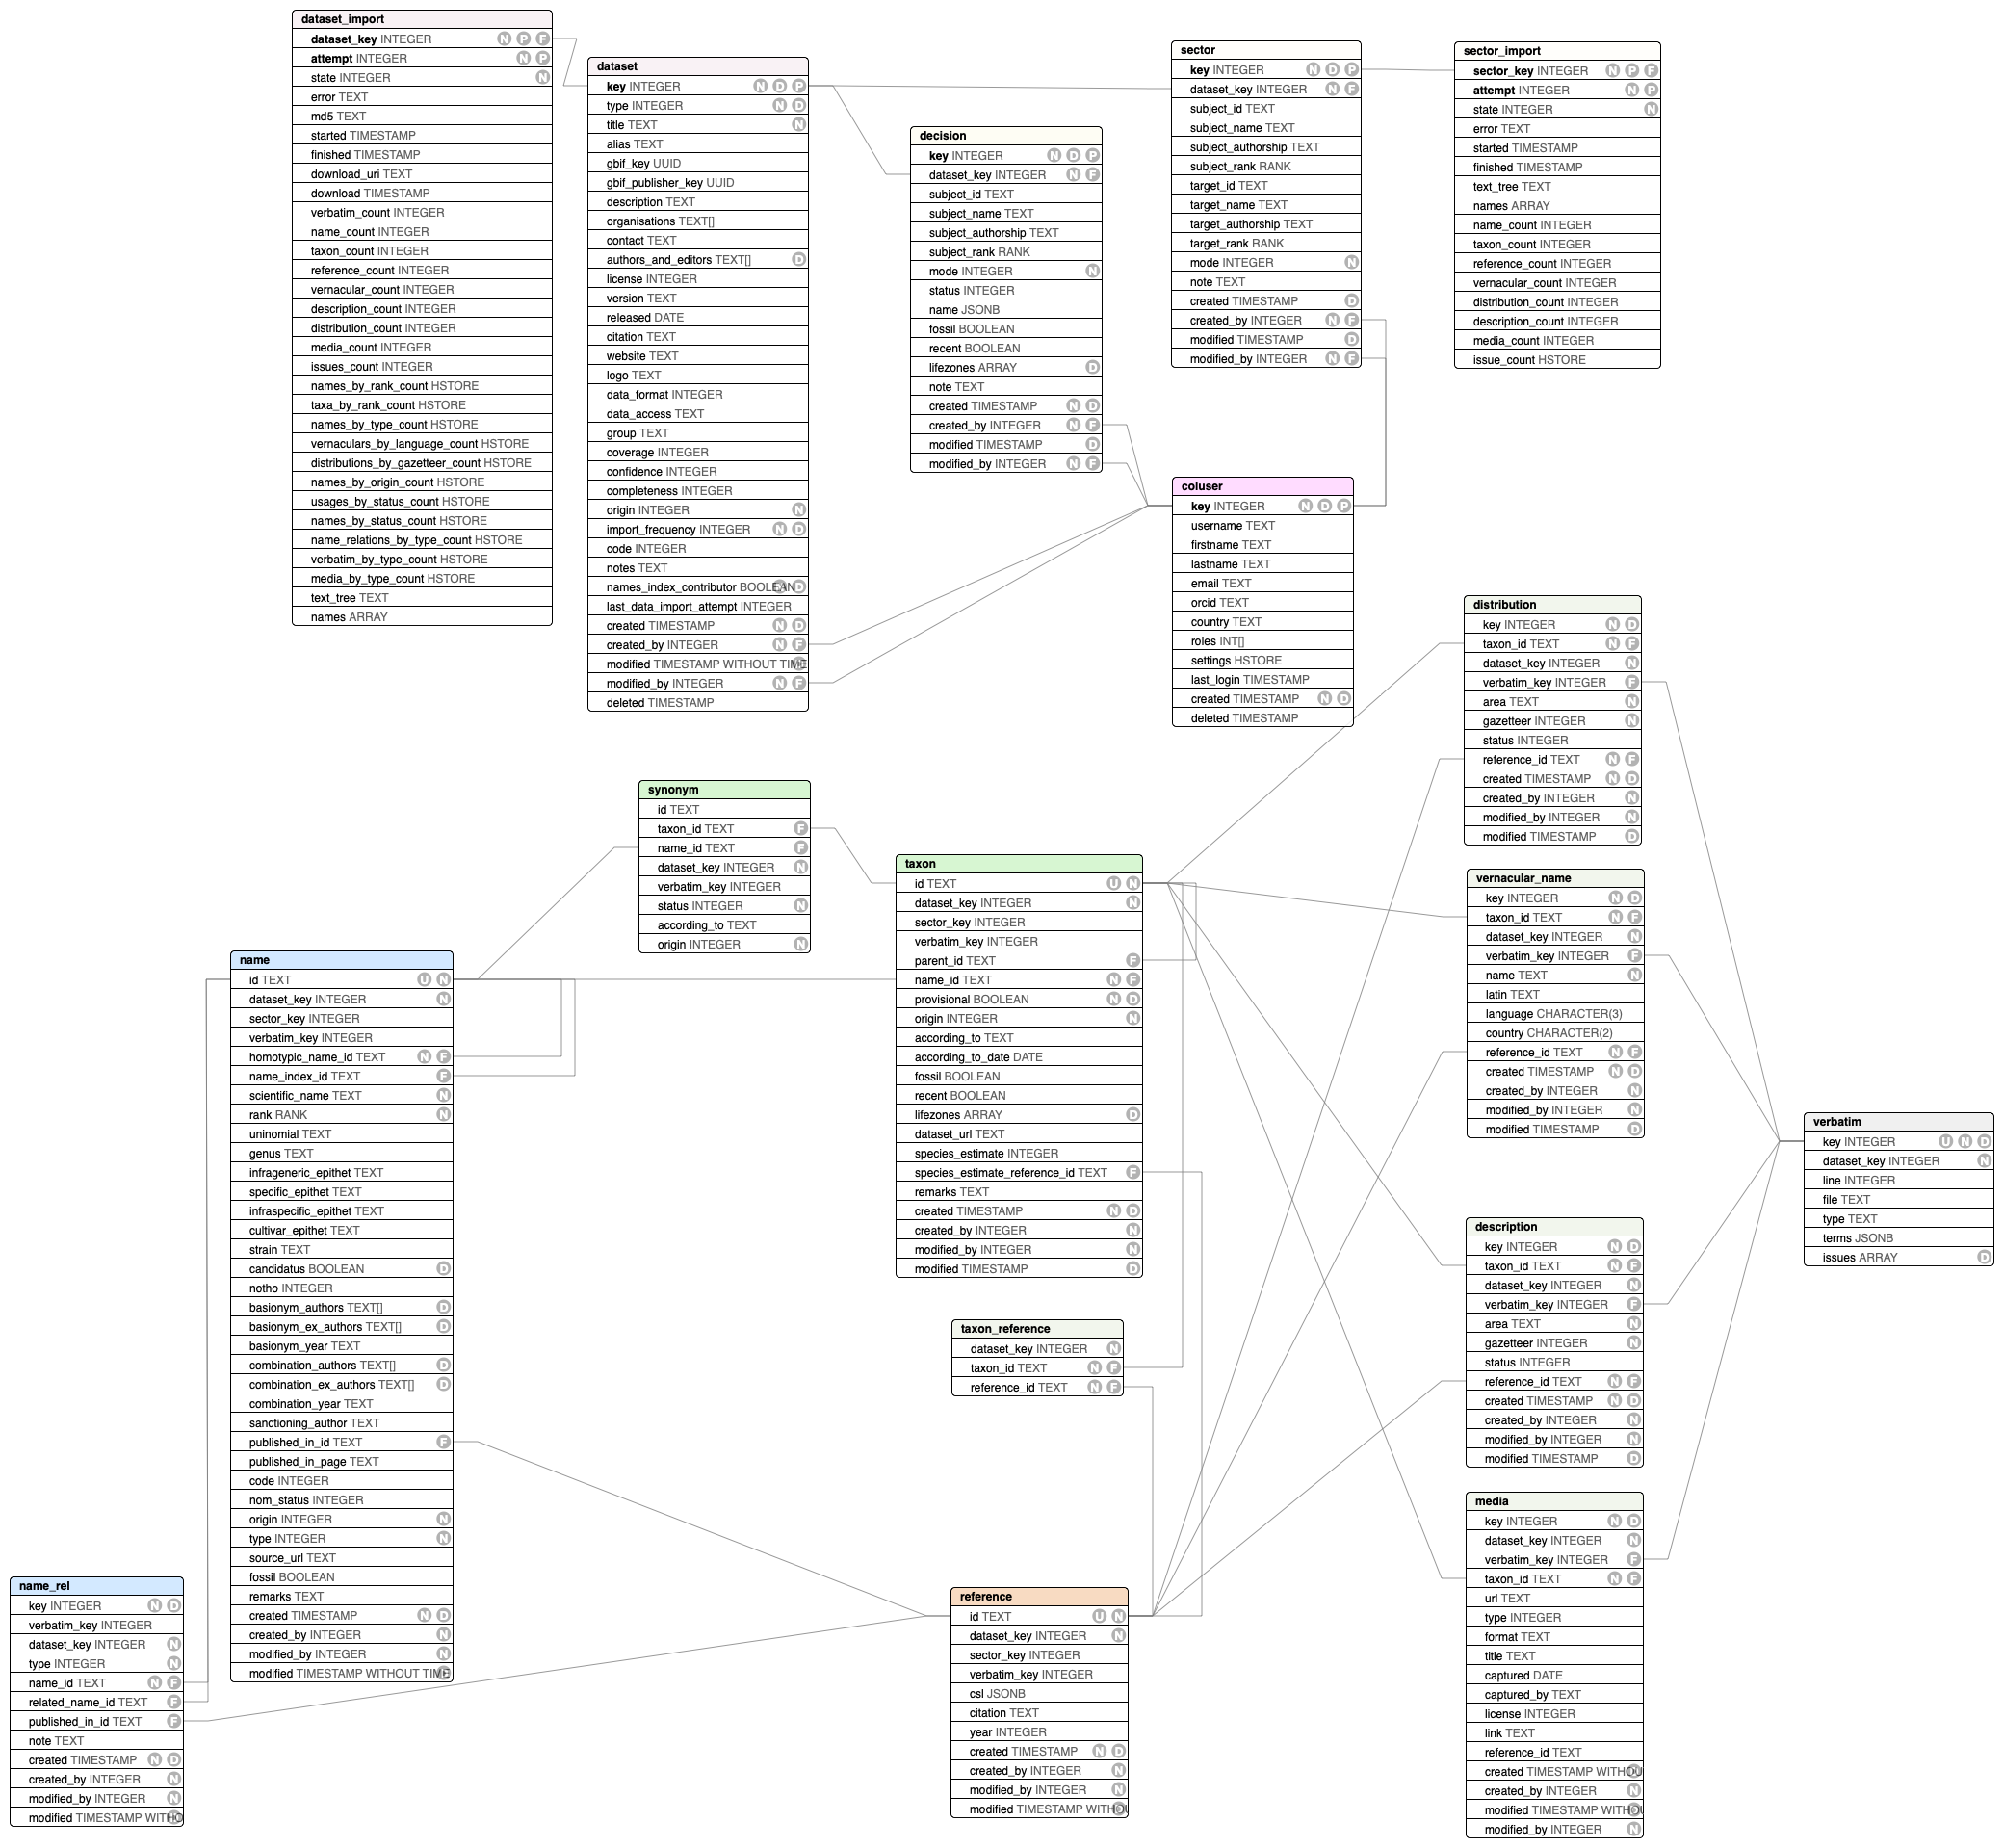 dataset_import
dataset_key INTEGER N P F
attempt INTEGER N P
state INTEGER N
error TEXT
md5 TEXT
started TIMESTAMP
finished TIMESTAMP
download_uri TEXT
download TIMESTAMP
verbatim_count INTEGER
name_count INTEGER
taxon_count INTEGER
reference_count INTEGER
vernacular_count INTEGER
description_count INTEGER
distribution_count INTEGER
media_count INTEGER
issues_count INTEGER
names_by_rank_count HSTORE
taxa_by_rank_count HSTORE
names_by_type_count HSTORE
vernaculars_by_language_count HSTORE
distributions_by_gazetteer_count HSTORE
names_by_origin_count HSTORE
usages_by_status_count HSTORE
names_by_status_count HSTORE
name_relations_by_type_count HSTORE
verbatim_by_type_count HSTORE
media_by_type_count HSTORE
text_tree TEXT
names ARRAY
dataset
key INTEGER N D P
type INTEGER N D
title TEXT N
alias TEXT
gbif_key UUID
gbif_publisher_key UUID
description TEXT
organisations TEXT[]
contact TEXT
authors_and_editors TEXT[] D
license INTEGER
version TEXT
released DATE
citation TEXT
website TEXT
logo TEXT
data_format INTEGER
data_access TEXT
group TEXT
coverage INTEGER
confidence INTEGER
completeness INTEGER
origin INTEGER N
import_frequency INTEGER N D
code INTEGER
notes TEXT
names_index_contributor BOOLEAN D
last_data_import_attempt INTEGER
created TIMESTAMP N D
created_by INTEGER N F
modified TIMESTAMP WITHOUT TIME
modified_by INTEGER N F
deleted TIMESTAMP
decision
key INTEGER N D P
dataset_key INTEGER N F
subject_id TEXT
subject_name TEXT
subject_authorship TEXT
subject_rank RANK
mode INTEGER N
status INTEGER
name JSONB
fossil BOOLEAN
recent BOOLEAN
lifezones ARRAY D
note TEXT
created TIMESTAMP N D
created_by INTEGER N F
modified TIMESTAMP D
modified_by INTEGER N F
sector
key INTEGER N D P
dataset_key INTEGER N F
subject_id TEXT
subject_name TEXT
subject_authorship TEXT
subject_rank RANK
target_id TEXT
target_name TEXT
target_authorship TEXT
target_rank RANK
mode INTEGER N
note TEXT
created TIMESTAMP D
created_by INTEGER N F
modified TIMESTAMP D
modified_by INTEGER N F
sector_import
sector_key INTEGER N P F
attempt INTEGER N P
state INTEGER N
error TEXT
started TIMESTAMP
finished TIMESTAMP
text_tree TEXT
names ARRAY
name_count INTEGER
taxon_count INTEGER
reference_count INTEGER
vernacular_count INTEGER
distribution_count INTEGER
description_count INTEGER
media_count INTEGER
issue_count HSTORE
coluser
key INTEGER N D P
username TEXT
firstname TEXT
lastname TEXT
email TEXT
orcid TEXT
country TEXT
roles INT[]
settings HSTORE
last_login TIMESTAMP
created TIMESTAMP N D
deleted TIMESTAMP
distribution
key INTEGER N D
taxon_id TEXT N F
dataset_key INTEGER N
verbatim_key INTEGER F
area TEXT N
gazetteer INTEGER N
status INTEGER
reference_id TEXT N F
created TIMESTAMP N D
created_by INTEGER N
modified_by INTEGER N
modified TIMESTAMP D
synonym
id TEXT
taxon_id TEXT F
name_id TEXT F
dataset_key INTEGER N
verbatim_key INTEGER
status INTEGER N
according_to TEXT
origin INTEGER N
taxon
id TEXT U N
dataset_key INTEGER N
sector_key INTEGER
verbatim_key INTEGER
parent_id TEXT F
name_id TEXT N F
provisional BOOLEAN N D
origin INTEGER N
according_to TEXT
according_to_date DATE
fossil BOOLEAN
recent BOOLEAN
lifezones ARRAY D
dataset_url TEXT
species_estimate INTEGER
species_estimate_reference_id TEXT F
remarks TEXT
created TIMESTAMP N D
created_by INTEGER N
modified_by INTEGER N
modified TIMESTAMP D
vernacular_name
key INTEGER N D
taxon_id TEXT N F
dataset_key INTEGER N
verbatim_key INTEGER F
name TEXT N
latin TEXT
language CHARACTER(3)
country CHARACTER(2)
reference_id TEXT N F
created TIMESTAMP N D
created_by INTEGER N
modified_by INTEGER N
modified TIMESTAMP D
name
id TEXT U N
dataset_key INTEGER N
sector_key INTEGER
verbatim_key INTEGER
homotypic_name_id TEXT N F
name_index_id TEXT F
scientific_name TEXT N
rank RANK N
uninomial TEXT
genus TEXT
infrageneric_epithet TEXT
specific_epithet TEXT
infraspecific_epithet TEXT
cultivar_epithet TEXT
strain TEXT
candidatus BOOLEAN D
notho INTEGER
basionym_authors TEXT[] D
basionym_ex_authors TEXT[] D
basionym_year TEXT
combination_authors TEXT[] D
combination_ex_authors TEXT[] D
combination_year TEXT
sanctioning_author TEXT
published_in_id TEXT F
published_in_page TEXT
code INTEGER
nom_status INTEGER
origin INTEGER N
type INTEGER N
source_url TEXT
fossil BOOLEAN
remarks TEXT
created TIMESTAMP N D
created_by INTEGER N
modified_by INTEGER N
modified TIMESTAMP WITHOUT TIME
verbatim
key INTEGER U N D
dataset_key INTEGER N
line INTEGER
file TEXT
type TEXT
terms JSONB
issues ARRAY D
description
key INTEGER N D
taxon_id TEXT N F
dataset_key INTEGER N
verbatim_key INTEGER F
area TEXT N
gazetteer INTEGER N
status INTEGER
reference_id TEXT N F
created TIMESTAMP N D
created_by INTEGER N
modified_by INTEGER N
modified TIMESTAMP D
taxon_reference
dataset_key INTEGER N
taxon_id TEXT N F
reference_id TEXT N F
media
key INTEGER N D
dataset_key INTEGER N
verbatim_key INTEGER F
taxon_id TEXT N F
url TEXT
type INTEGER
format TEXT
title TEXT
captured DATE
captured_by TEXT
license INTEGER
link TEXT
reference_id TEXT
created TIMESTAMP WITHOU
created_by INTEGER N
modified TIMESTAMP WITHOU
modified_by INTEGER N
name_rel
key INTEGER N D
verbatim_key INTEGER
dataset_key INTEGER N
type INTEGER N
name_id TEXT N F
related_name_id TEXT F
published_in_id TEXT F
note TEXT
created TIMESTAMP N D
created_by INTEGER N
modified_by INTEGER N
modified TIMESTAMP WITHO
reference
id TEXT U N
dataset_key INTEGER N
sector_key INTEGER
verbatim_key INTEGER
csl JSONB
citation TEXT
year INTEGER
created TIMESTAMP N D
created_by INTEGER N
modified_by INTEGER N
modified TIMESTAMP WITHOU